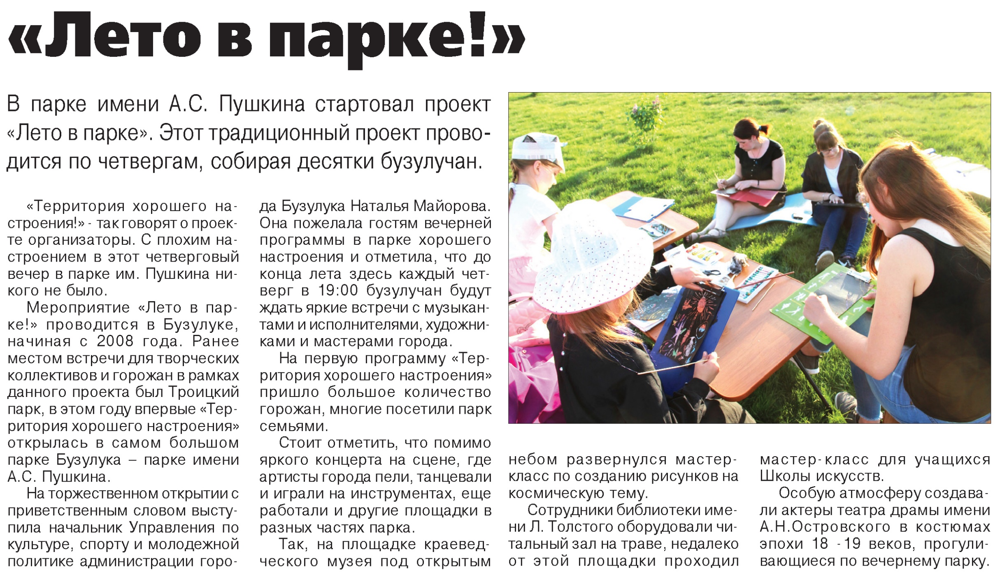 «Лето в парке!»
В парке имени А.С. Пушкина стартовал проект
«Лето в парке». Этот традиционный проект прово-
дится по четвергам, собирая десятки бузулучан.
«Территория хорошего на-
строения!» - так говорят о проек-
те организаторы. С плохим на-
строением в этот четверговый
вечер в парке им. Пушкина ни-
кого не было.
Мероприятие «Лето в пар-
ке!» проводится в Бузулуке,
начиная с 2008 года. Ранее
местом встречи для творческих
коллективов и горожан в рамках
данного проекта был Троицкий
парк, в этом году впервые «Тер-
ритория хорошего настроения»
открылась в самом большом
парке Бузулука – парке имени
А.С. Пушкина.
На торжественном открытии с
приветственным словом высту-
пила начальник Управления по
культуре, спорту и молодежной
политике администрации горо-
да Бузулука Наталья Майорова.
Она пожелала гостям вечерней
программы в парке хорошего
настроения и отметила, что до
конца лета здесь каждый чет-
верг в 19:00 бузулучан будут
ждать яркие встречи с музыкан-
тами и исполнителями, художни-
ками и мастерами города.
На первую программу «Тер-
ритория хорошего настроения»
пришло большое количество
горожан, многие посетили парк
семьями.
Стоит отметить, что помимо
яркого концерта на сцене, где
артисты города пели, танцевали
и играли на инструментах, еще
работали и другие площадки в
разных частях парка.
Так, на площадке краевед-
ческого музея под открытым
небом развернулся мастер-
класс по созданию рисунков на
космическую тему.
Сотрудники библиотеки име-
ни Л. Толстого оборудовали чи-
тальный зал на траве, недалеко
от этой площадки проходил
мастер-класс для учащихся
Школы искусств.
Особую атмосферу создава-
ли актеры театра драмы имени
А.Н.Островского в костюмах
эпохи 18 -19 веков, прогули-
вающиеся по вечернему парку.